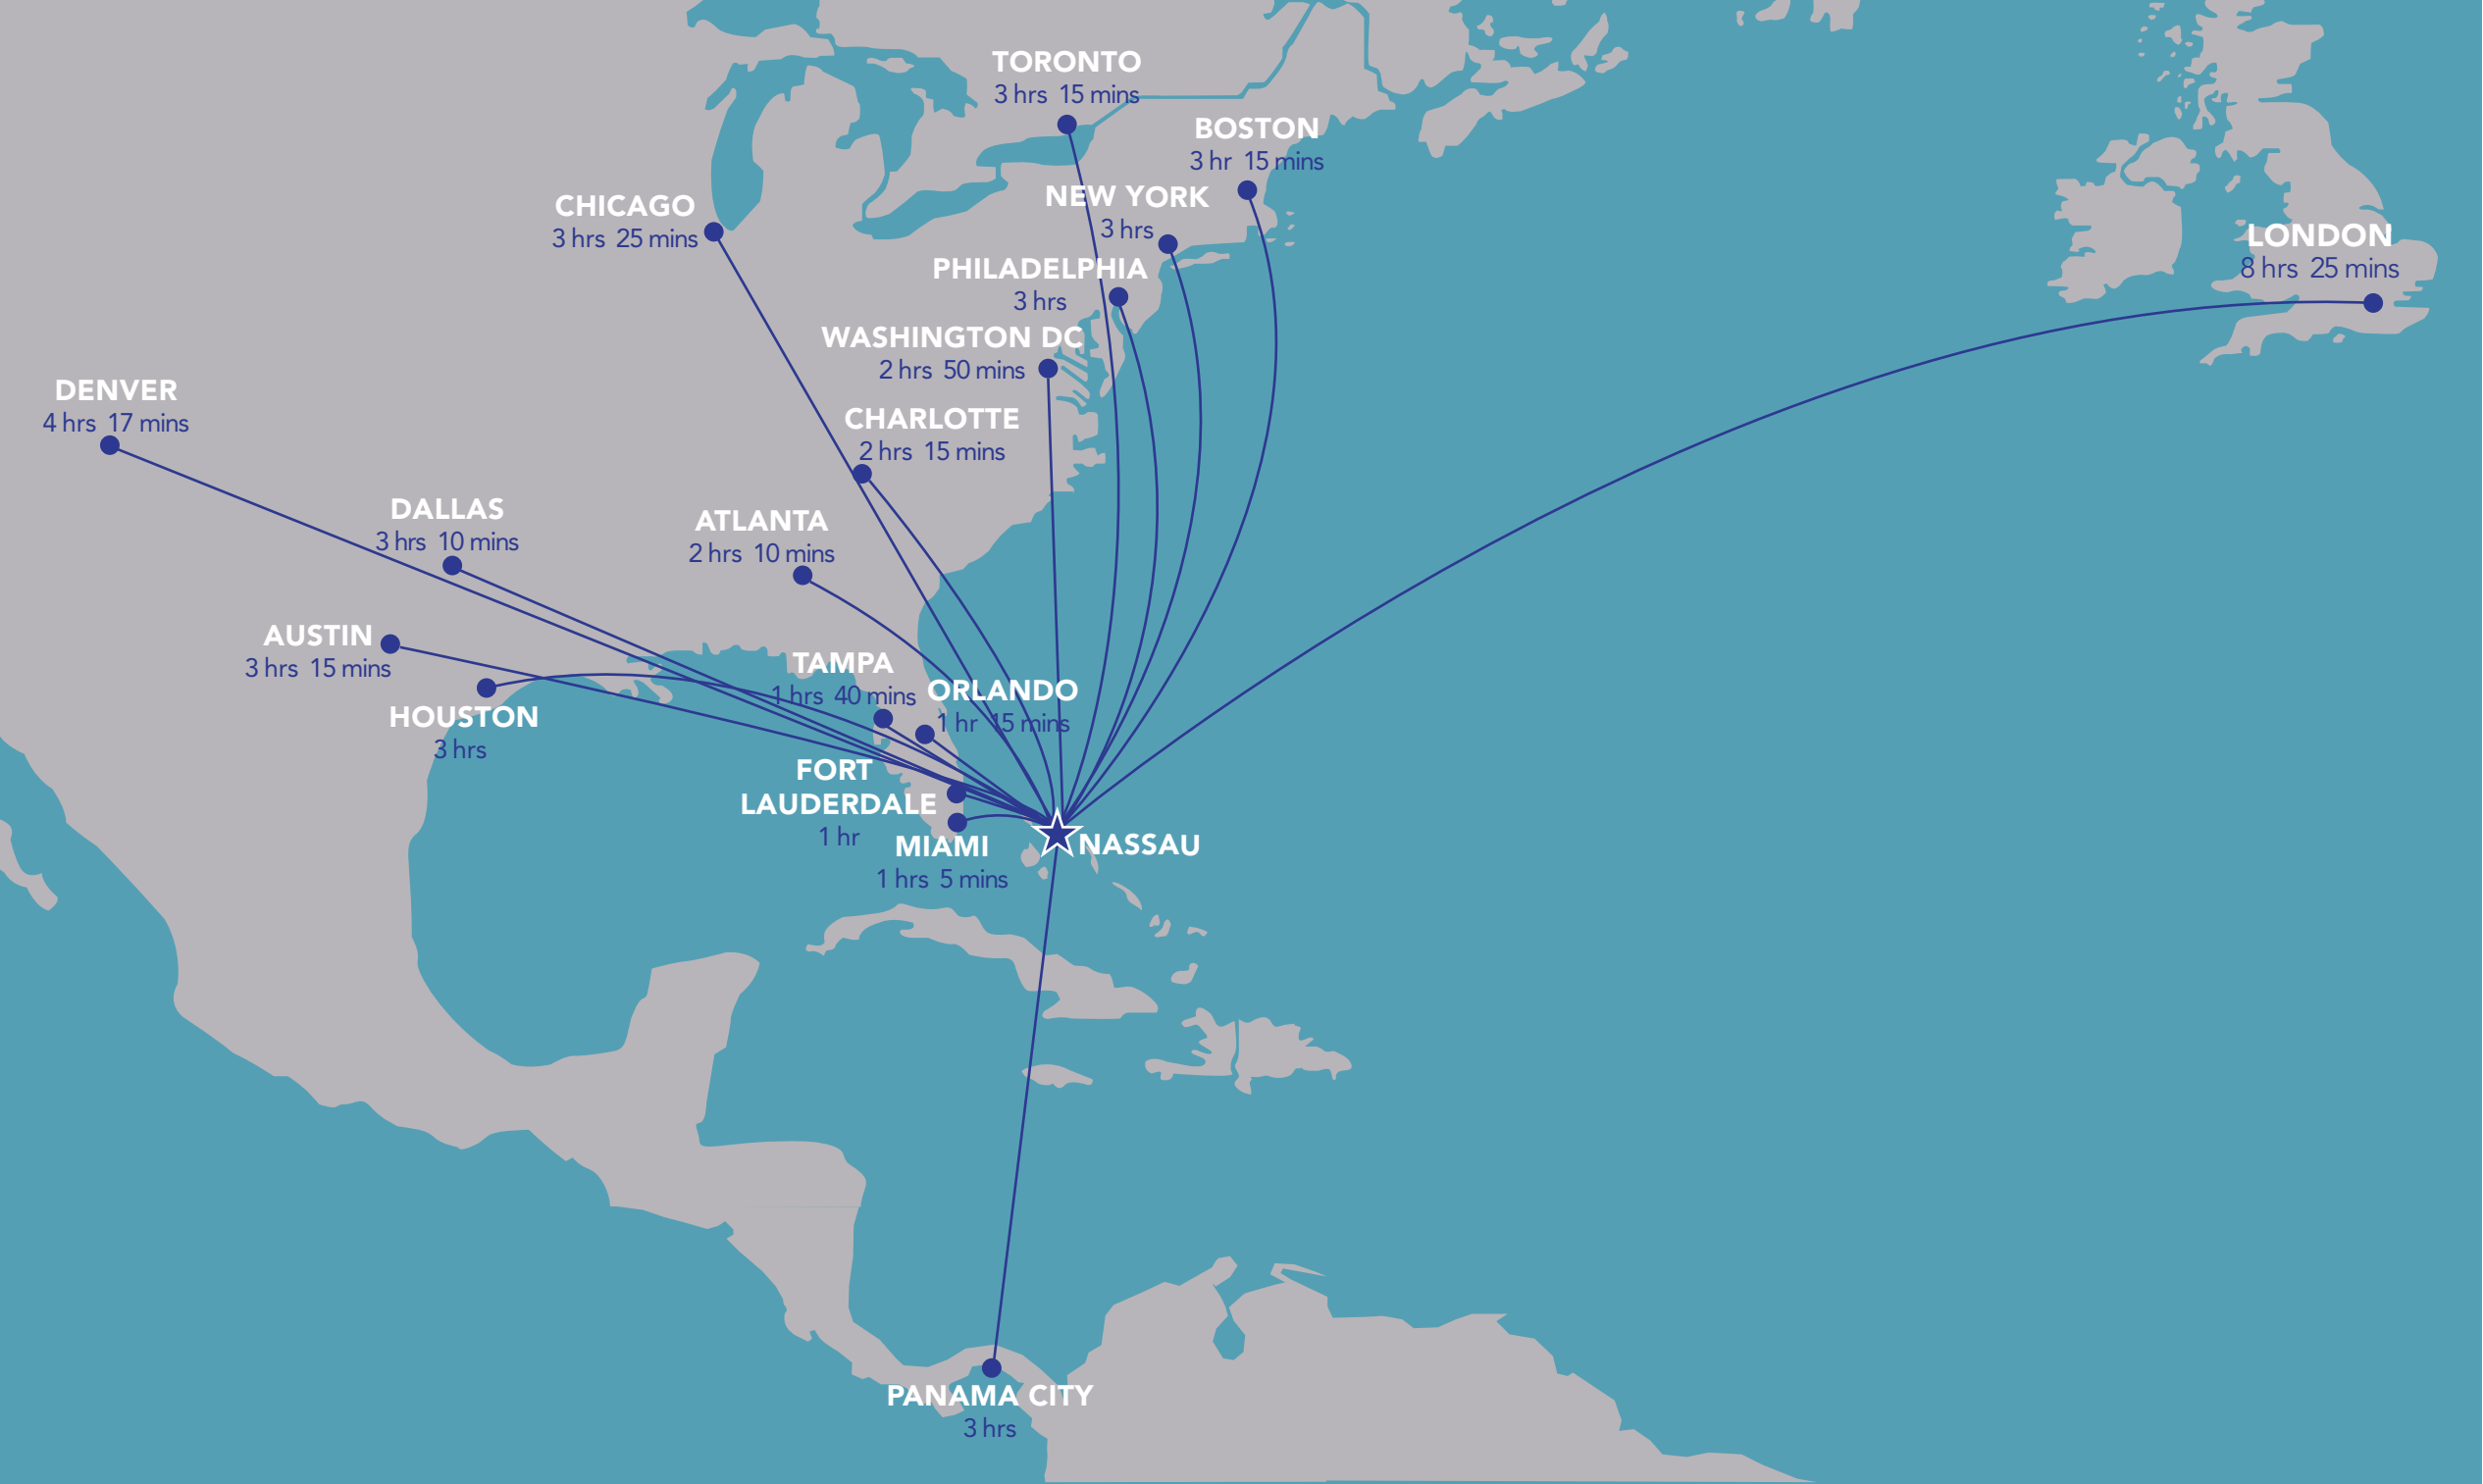 TORONTO
3 hrs 15 mins
BOSTON
3 hr 15 mins
NEW YORK
3 hrs
CHICAGO
3 hrs 25 mins
LONDON
8 hrs 25 mins
PHILADELPHIA
3 hrs
WASHINGTON DC
2 hrs 50 mins
DENVER
4 hrs 17 mins
CHARLOTTE
2 hrs 15 mins
DALLAS
3 hrs 10 mins
ATLANTA
2 hrs 10 mins
AUSTIN
3 hrs 15 mins
TAMPA
1 hrs 40 mins
ORLANDO
1 hr 15 mins
HOUSTON
3 hrs
FORT
LAUDERDALE
1 hr
MIAMI
1 hrs 5 mins
NASSAU
PANAMA CITY
3 hrs